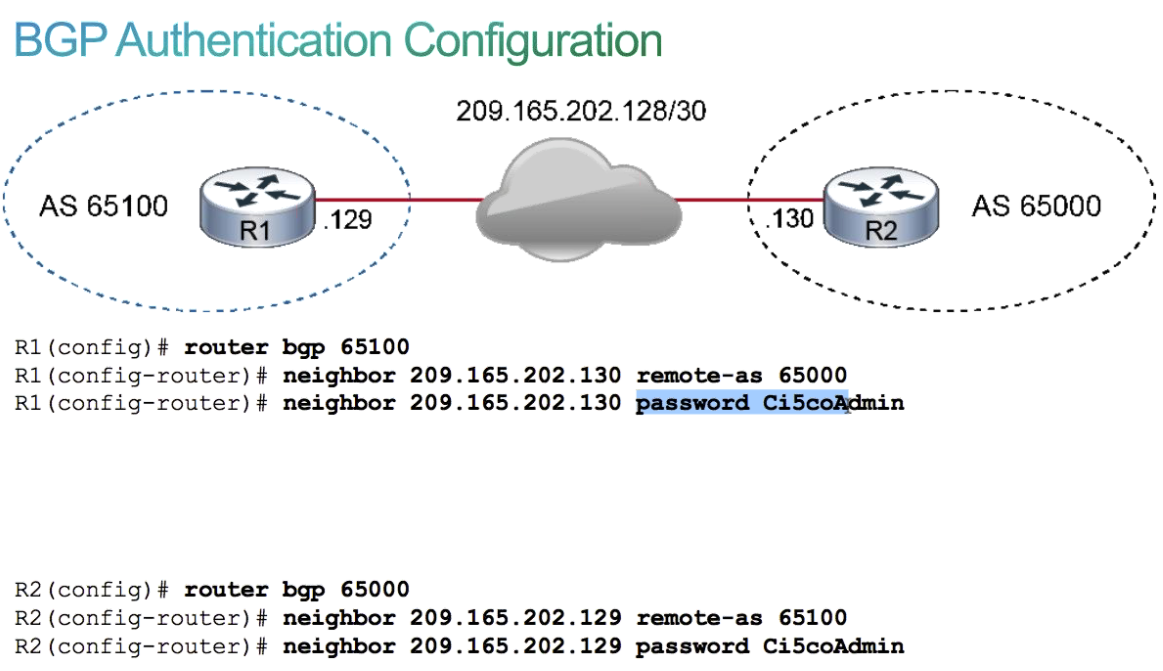 BGP Authentication Configuration
209.165.202.128/30
AS 65100
R1
.129
.130
R2
AS 65000
R1(config)# router bgp 65100
R1(config-router)# neighbor 209.165.202.130 remote-as 65000
R1(config-router)# neighbor 209.165.202.130 password Ci5coAdmin
R2(config)# router bgp 65000
R2(config-router)# neighbor 209.165.202.129 remote-as 65100
R2(config-router)# neighbor 209.165.202.129 password Ci5coAdmin